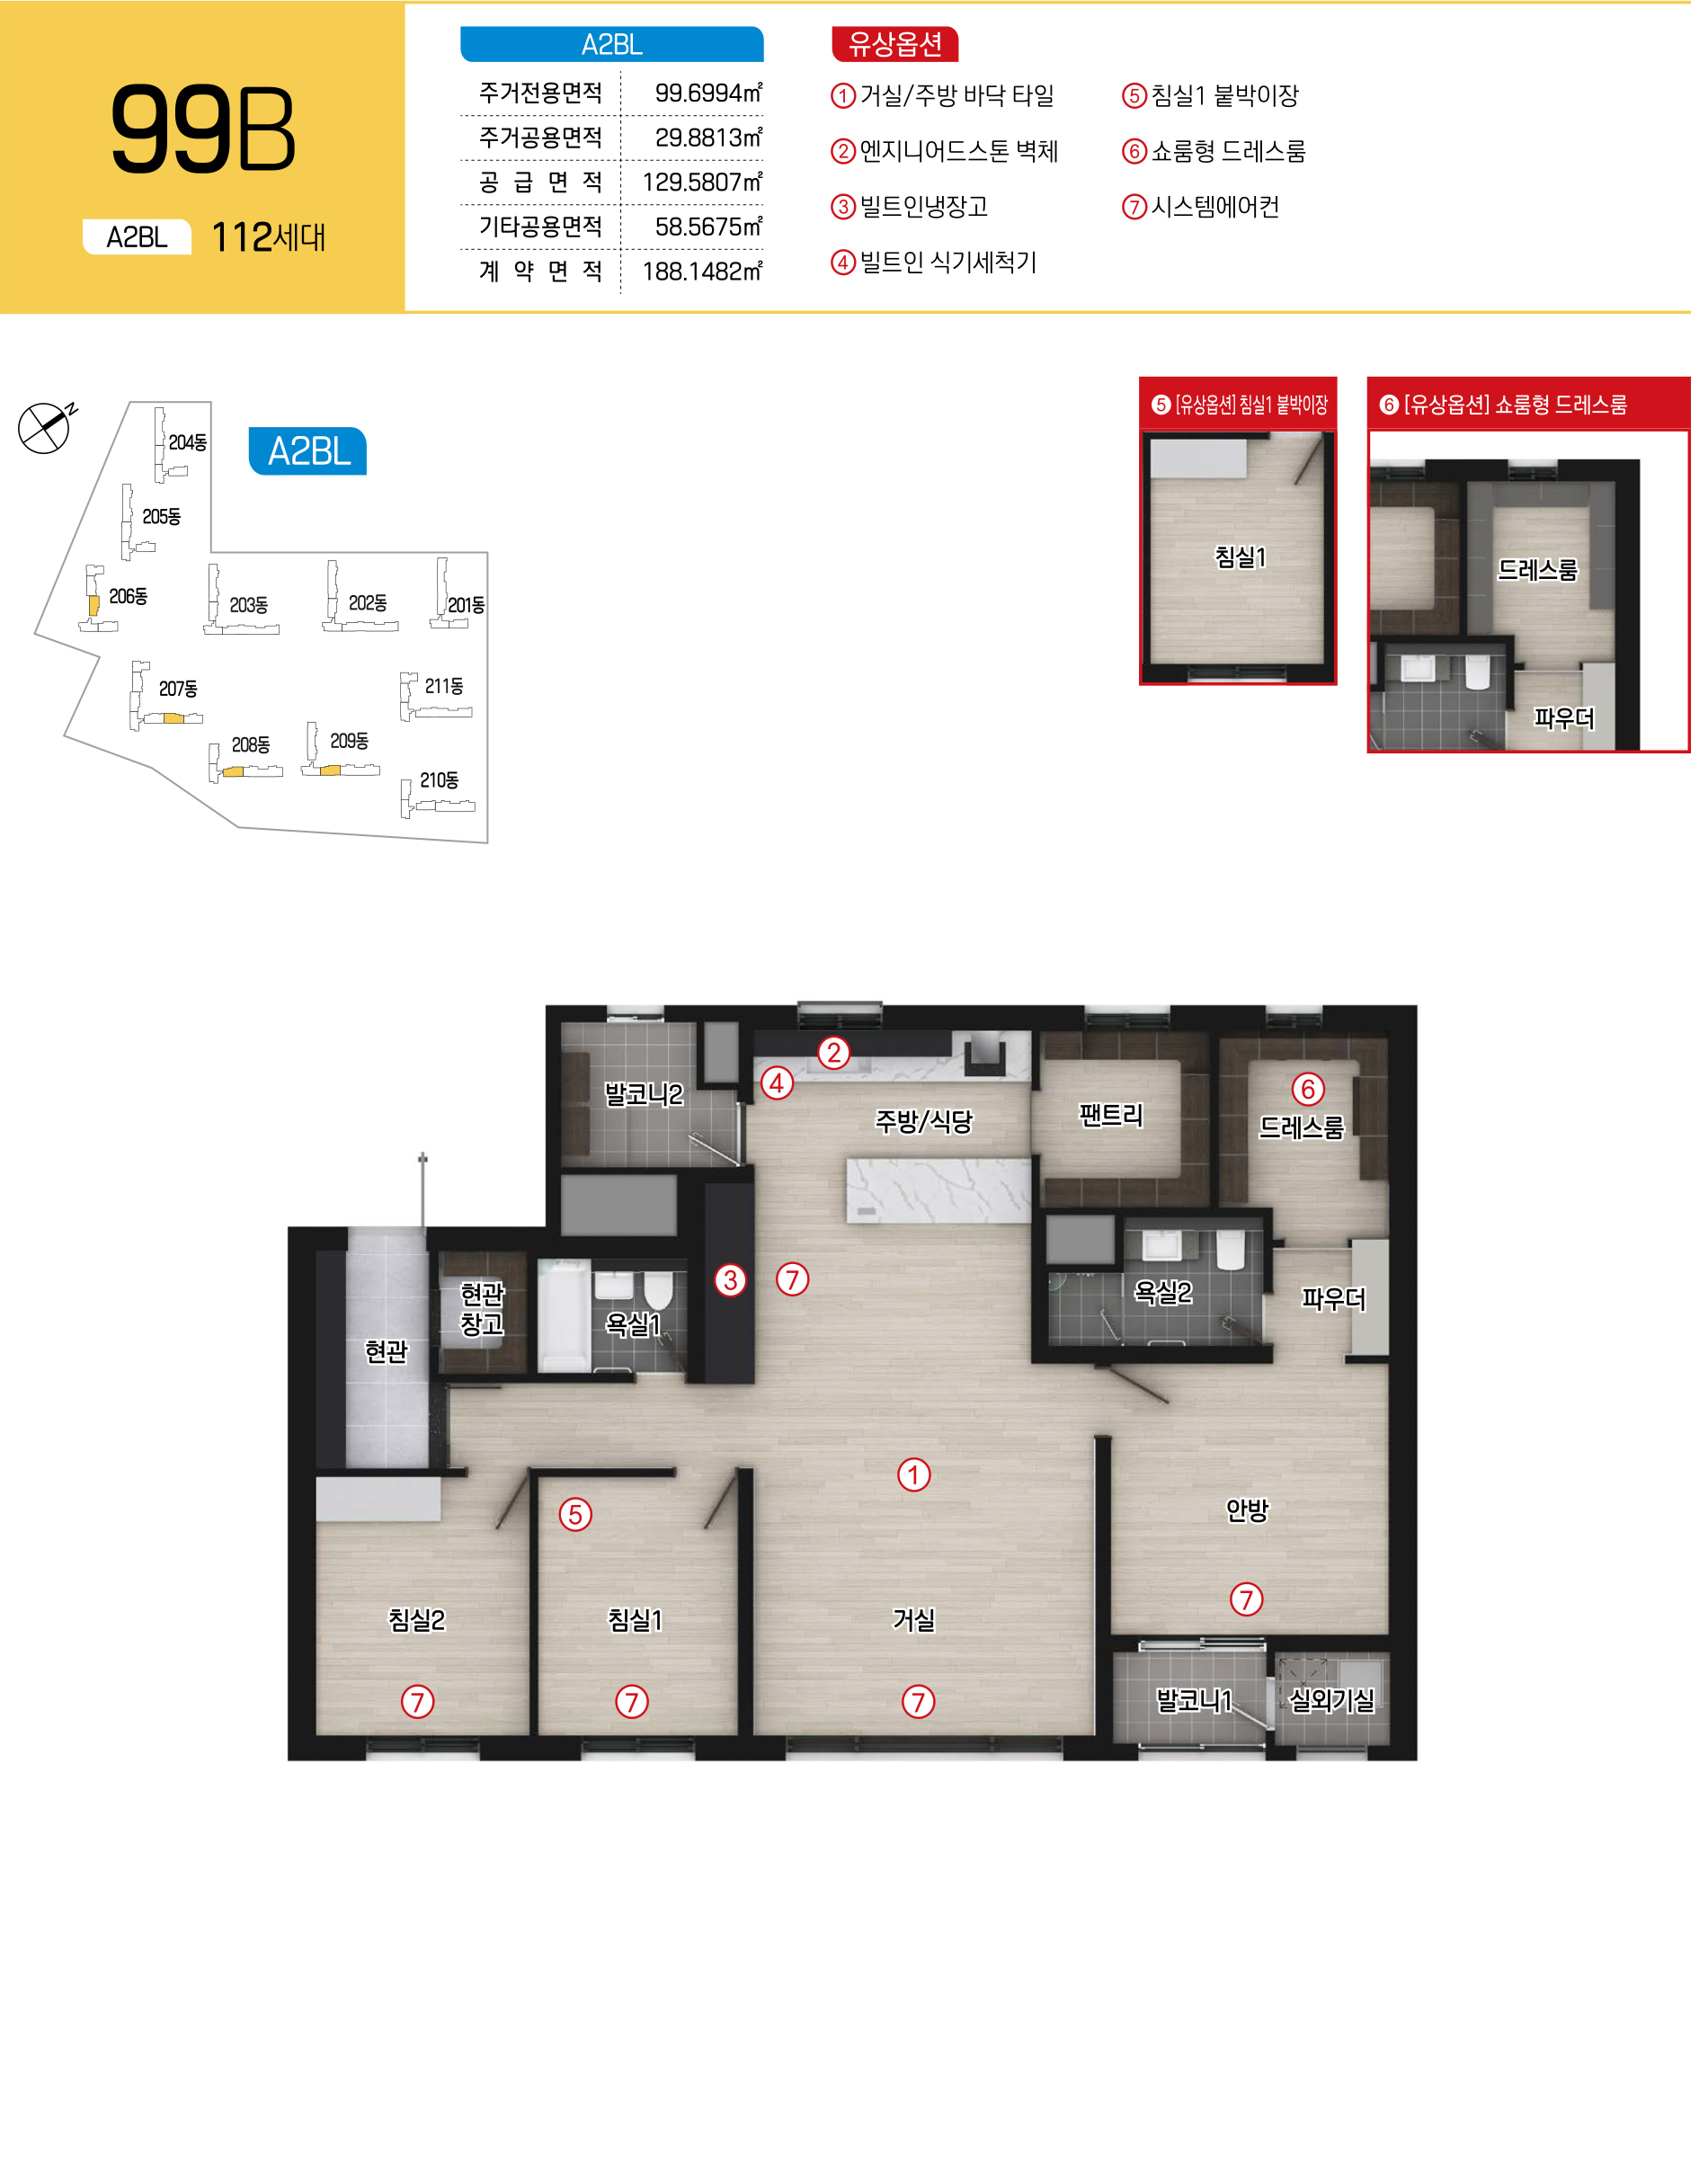 99B
A2BL 112세대
A2BL
주거전용면적 99.6994㎡
주거공용면적 29.8813㎡
공 급 면 적 129.5807㎡
기타공용면적 58.5675㎡
계 약 면 적 188.1482㎡
유상옵션
① 거실/주방 바닥 타일
② 엔지니어드스톤 벽체
③ 빌트인냉장고
④ 빌트인 식기세척기
⑤ 침실1 붙박이장
⑥ 쇼룸형 드레스룸
⑦ 시스템에어컨
N
A2BL
204동
205동
206동
203동
202동
201동
207동
211동
208동
209동
210동
❺ [유상옵션] 침실1 붙박이장
침실1
❻ [유상옵션] 쇼룸형 드레스룸
드레스룸
파우더
②
④
⑥
발코니2
주방/식당
팬트리
드레스룸
③
⑦
현관
창고
욕실1
욕실2
파우더
현관
①
⑤
안방
⑦
침실2
침실1
거실
⑦
⑦
⑦
발코니1
실외기실